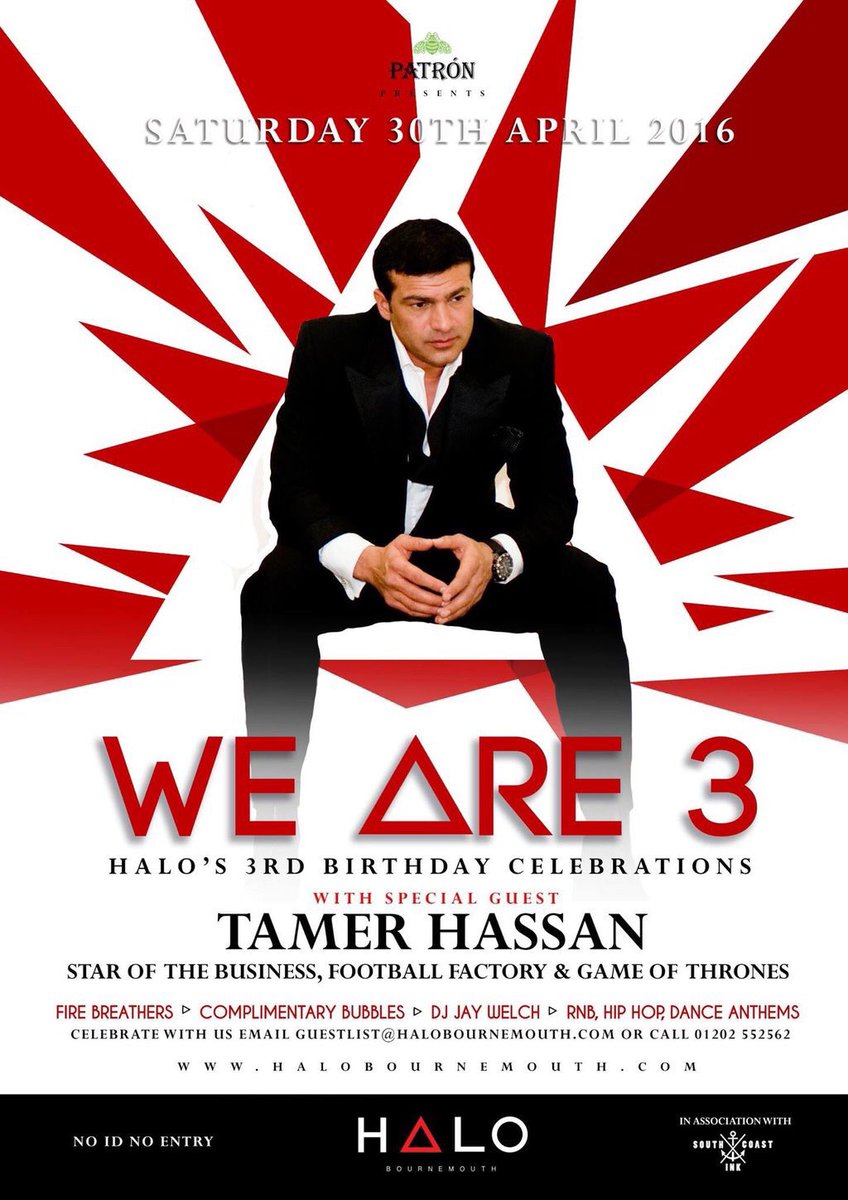 PATRÓN
PRESENTS
SATURDAY 30TH APRIL 2016
WE ARE 3
HALO'S 3RD BIRTHDAY CELEBRATIONS
WITH SPECIAL GUEST
TAMER HASSAN
STAR OF THE BUSINESS, FOOTBALL FACTORY & GAME OF THRONES
FIRE BREATHERS ▷ COMPLIMENTARY BUBBLES ▷ DJ JAY WELCH ▷ RNB, HIP HOP, DANCE ANTHEMS
CELEBRATE WITH US EMAIL GUESTLIST@HALOBOURNEMOUTH.COM OR CALL 01202 552562
WWW.HALOBOURNEMOUTH.COM
NO ID NO ENTRY
HALO
BOURNEMOUTH
IN ASSOCIATION WITH
SOUTH COAST
INK